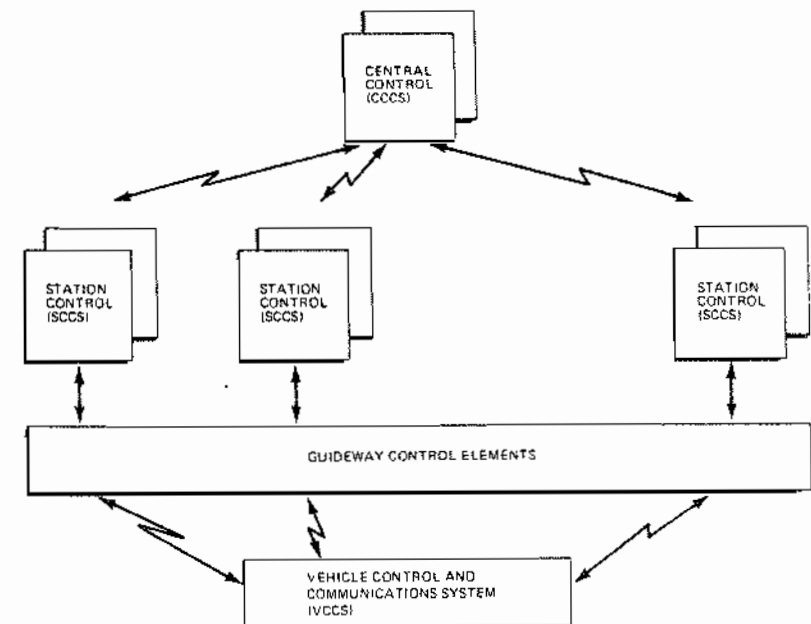 CENTRAL
CONTROL
(CCCS)
STATION
CONTROL
(SCCS)
STATION
CONTROL
(SCCS)
STATION
CONTROL
(SCCS)
GUIDEWAY CONTROL ELEMENTS
VEHICLE CONTROL AND
COMMUNICATIONS SYSTEM
(VCCS)